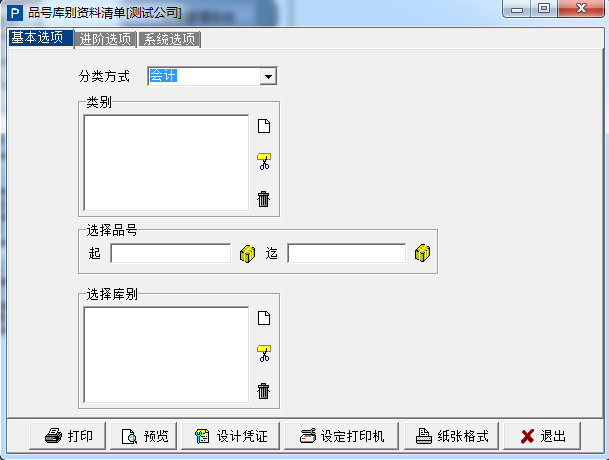 P 品号库别资料清单[测试公司]
基本选项 进阶选项 系统选项
分类方式 会计
类别
选择品号
起 迄
选择库别
打印 预览 设计凭证 设定打印机 纸张格式 退出